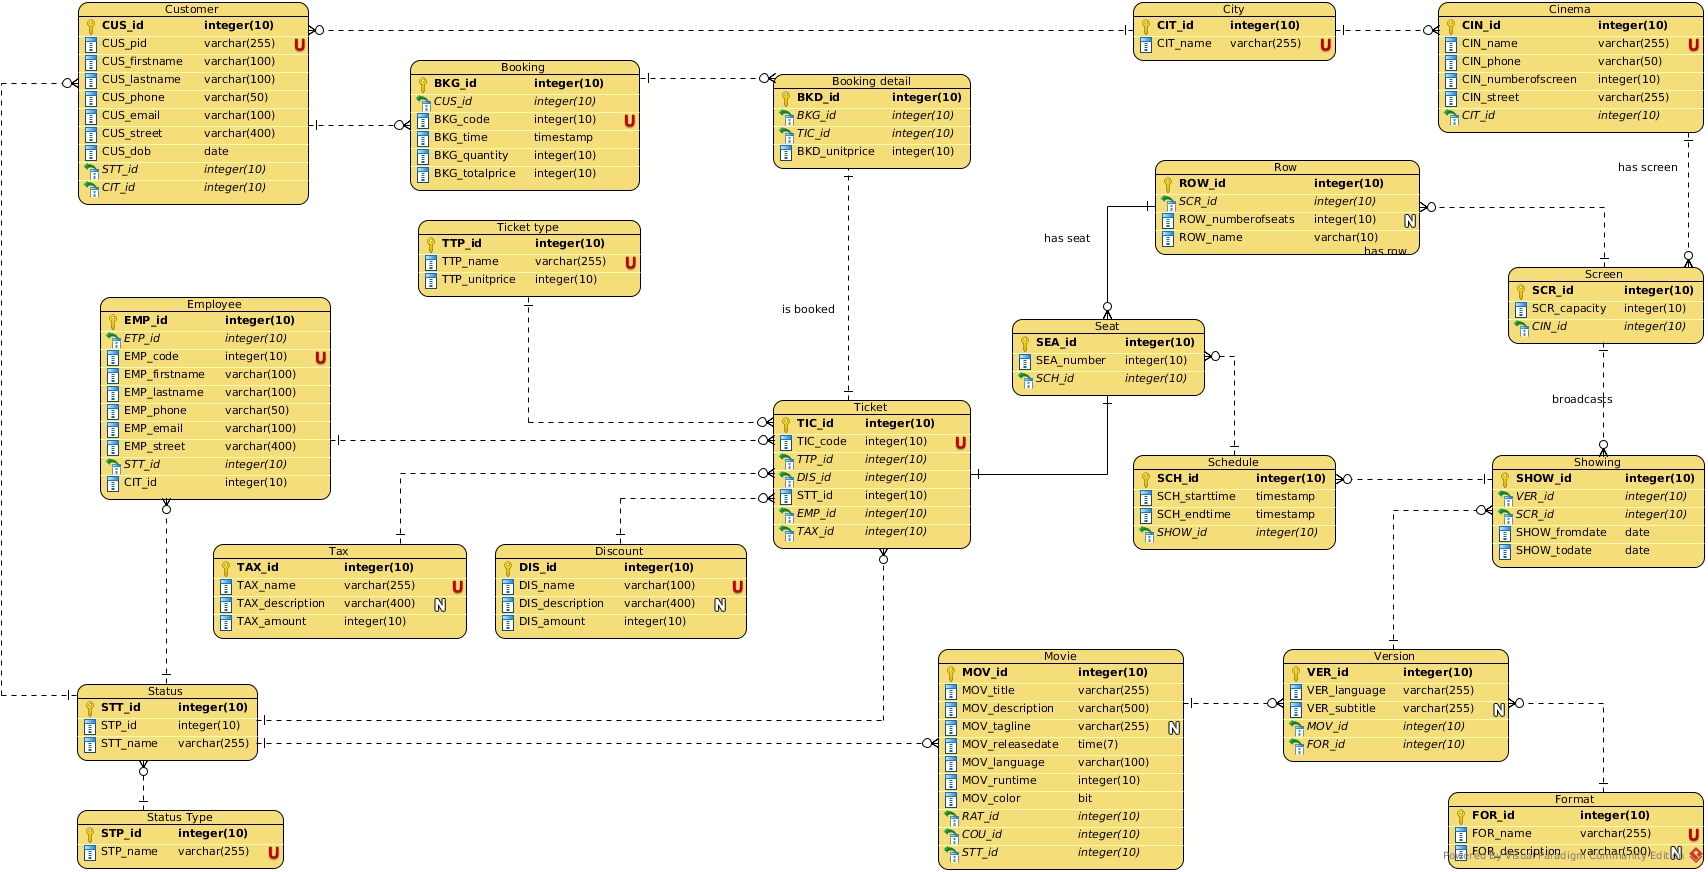 Customer
CUS_id integer(10)
CUS_pid varchar(255) U
CUS_firstname varchar(100)
CUS_lastname varchar(100)
CUS_phone varchar(50)
CUS_email varchar(100)
CUS_street varchar(400)
CUS_dob date
STT_id integer(10)
CIT_id integer(10)
Booking
BKG_id integer(10)
CUS_id integer(10)
BKG_code integer(10) U
BKG_time timestamp
BKG_quantity integer(10)
BKG_totalprice integer(10)
Booking detail
BKD_id integer(10)
BKG_id integer(10)
TIC_id integer(10)
BKD_unitprice integer(10)
City
CIT_id integer(10)
CIT_name varchar(255) U
Cinema
CIN_id integer(10)
CIN_name varchar(255) U
CIN_phone varchar(50)
CIN_numberofscreen integer(10)
CIN_street varchar(255)
CIT_id integer(10)
has screen
Row
ROW_id integer(10)
SCR_id integer(10)
ROW_numberofseats integer(10) N
ROW_name varchar(10)
has row
has seat
Ticket type
TTP_id integer(10)
TTP_name varchar(255) U
TTP_unitprice integer(10)
is booked
Screen
SCR_id integer(10)
SCR_capacity integer(10)
CIN_id integer(10)
Employee
EMP_id integer(10)
ETP_id integer(10)
EMP_code integer(10) U
EMP_firstname varchar(100)
EMP_lastname varchar(100)
EMP_phone varchar(50)
EMP_email varchar(100)
EMP_street varchar(400)
STT_id integer(10)
CIT_id integer(10)
Seat
SEA_id integer(10)
SEA_number integer(10)
SCH_id integer(10)
broadcasts
Ticket
TIC_id integer(10)
TIC_code integer(10) U
TTP_id integer(10)
DIS_id integer(10)
STT_id integer(10)
EMP_id integer(10)
TAX_id integer(10)
Schedule
SCH_id integer(10)
SCH_starttime timestamp
SCH_endtime timestamp
SHOW_id integer(10)
Showing
SHOW_id integer(10)
VER_id integer(10)
SCR_id integer(10)
SHOW_fromdate date
SHOW_todate date
Tax
TAX_id integer(10)
TAX_name varchar(255) U
TAX_description varchar(400) N
TAX_amount integer(10)
Discount
DIS_id integer(10)
DIS_name varchar(100) U
DIS_description varchar(400) N
DIS_amount integer(10)
Status
STT_id integer(10)
STP_id integer(10)
STT_name varchar(255)
Movie
MOV_id integer(10)
MOV_title varchar(255)
MOV_description varchar(500)
MOV_tagline varchar(255) N
MOV_releasedate time(7)
MOV_language varchar(100)
MOV_runtime integer(10)
MOV_color bit
RAT_id integer(10)
COU_id integer(10)
STT_id integer(10)
Version
VER_id integer(10)
VER_language varchar(255)
VER_subtitle varchar(255) N
MOV_id integer(10)
FOR_id integer(10)
Status Type
STP_id integer(10)
STP_name varchar(255) U
Format
FOR_id integer(10)
FOR_name varchar(255) U
FOR_description varchar(500) N
Powered By Visual Paradigm Community Edition